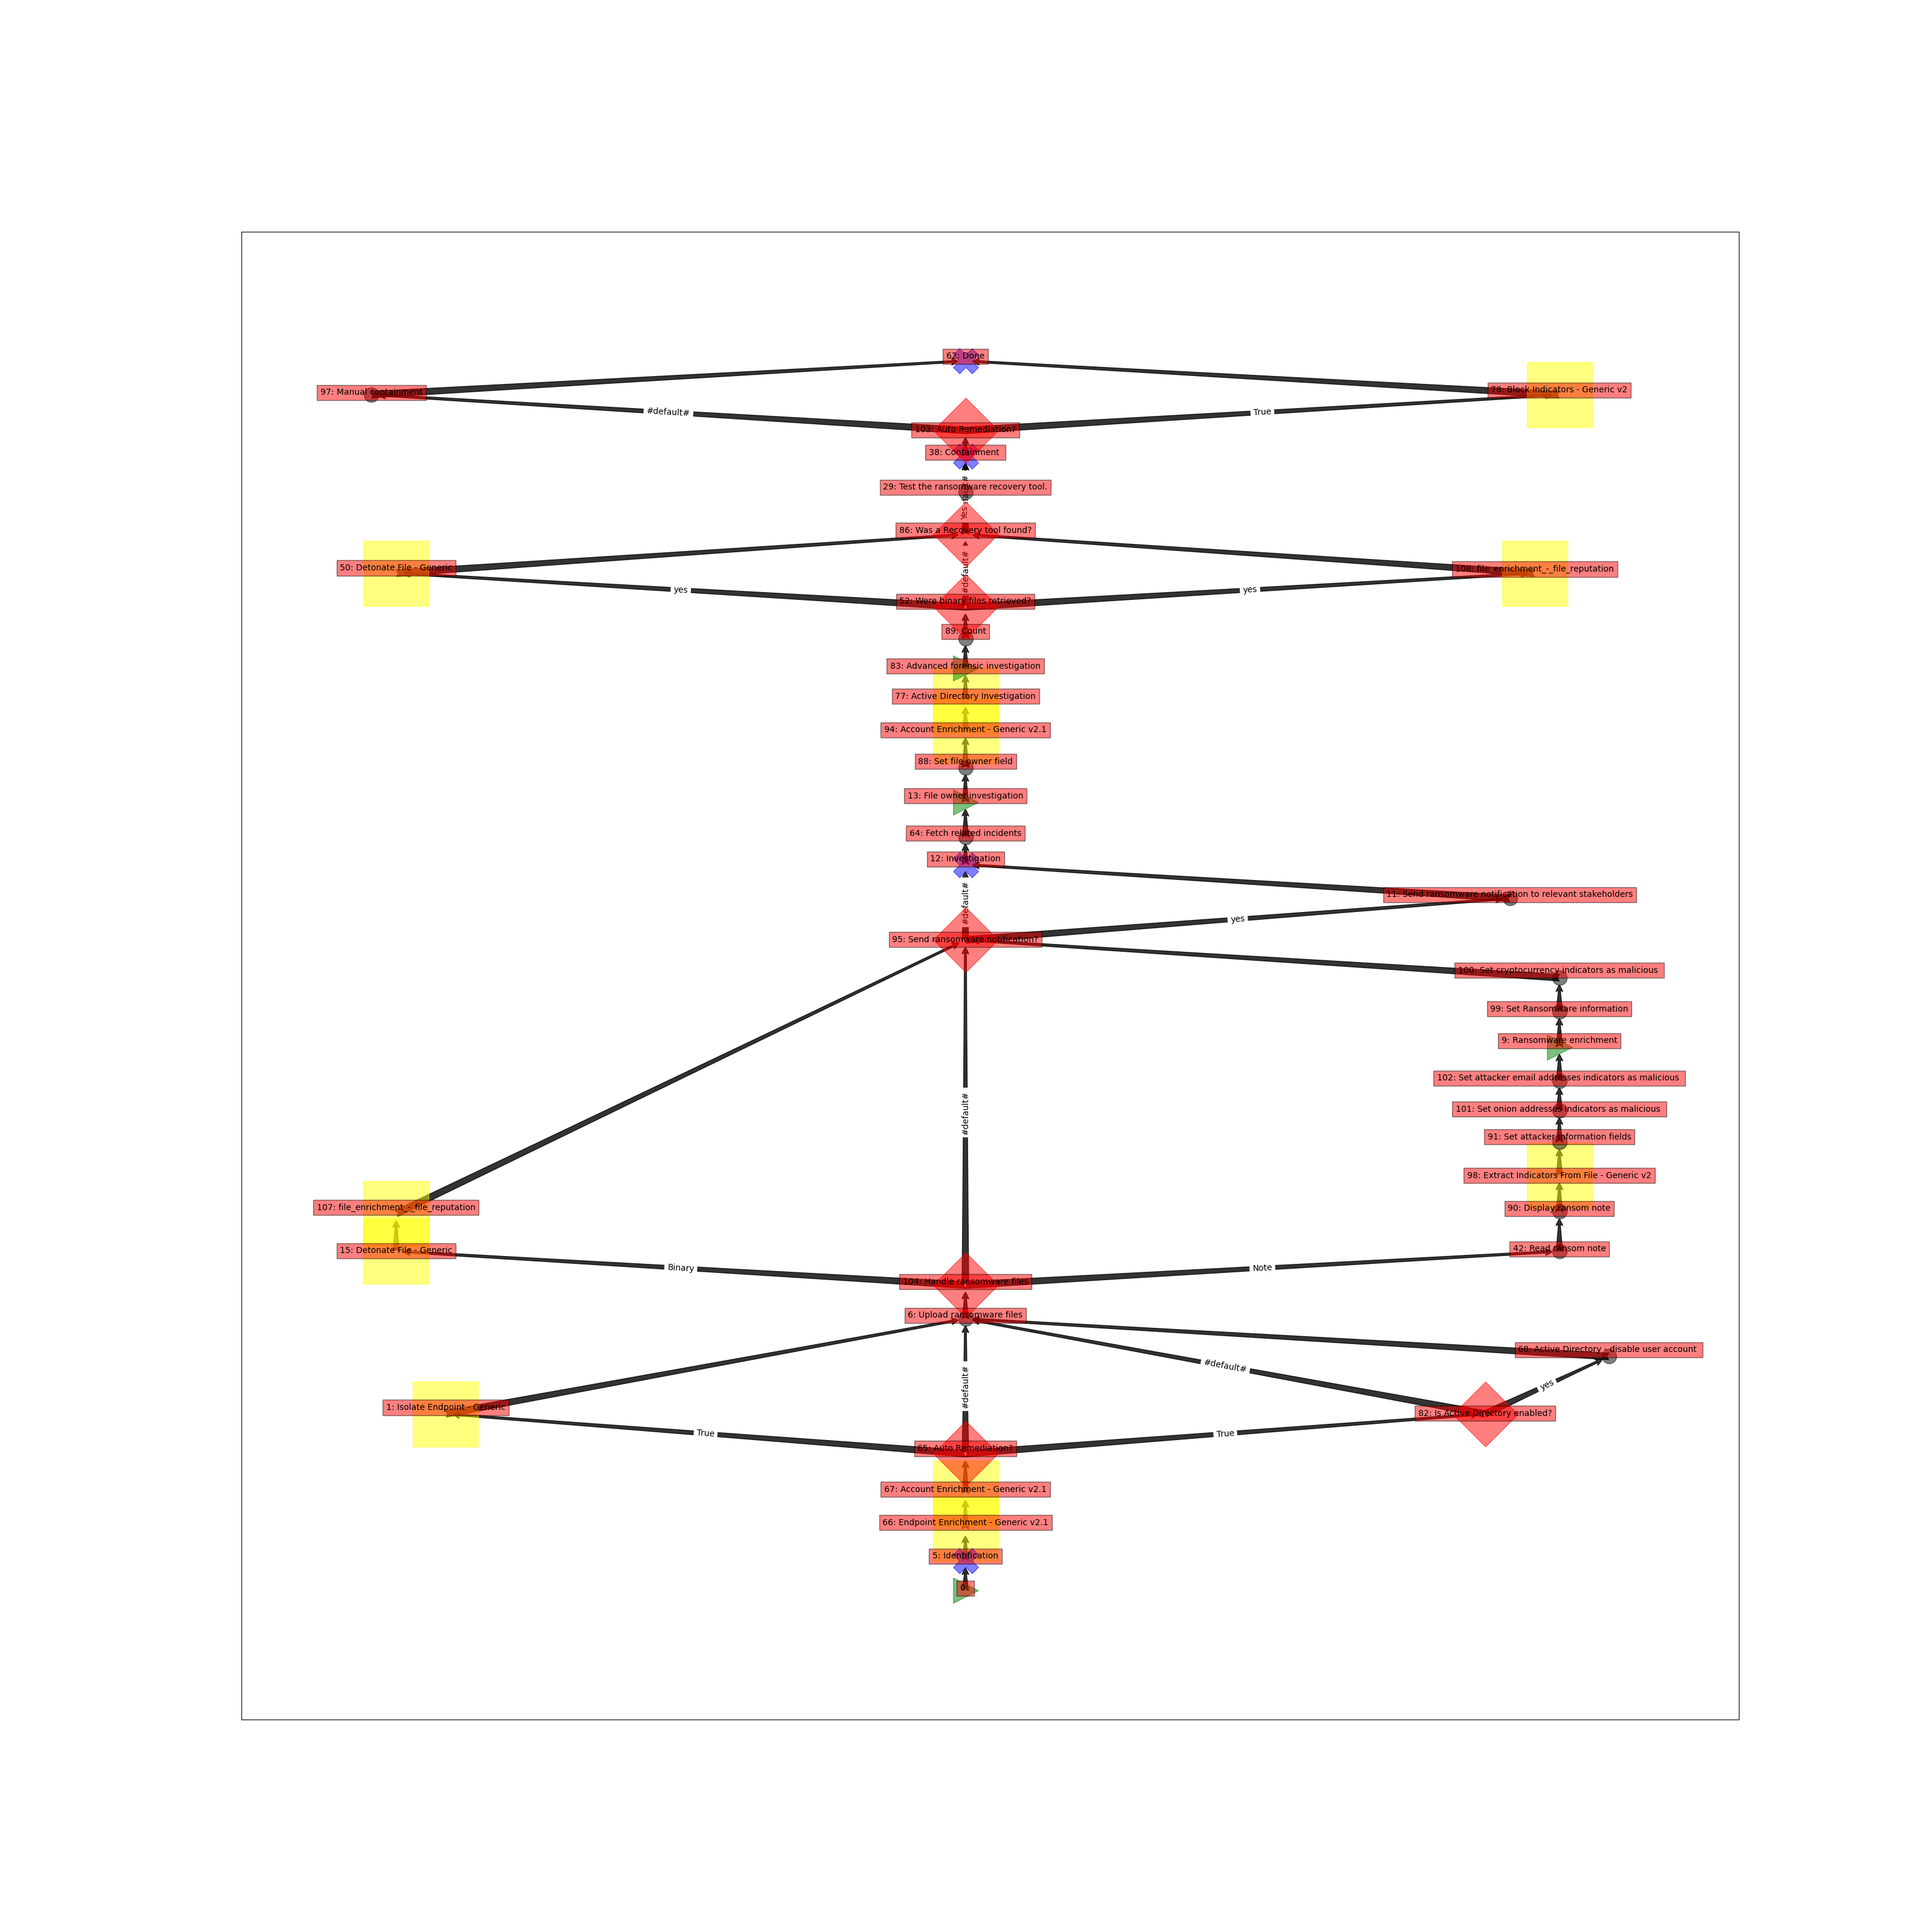 62: Done
97: Manual containment
78: Block Indicators - Generic v2
#default#
True
103: Auto Remediation?
38: Containment
29: Test the ransomware recovery tool.
Yes
86: Was a Recovery tool found?
#default#
50: Detonate File - Generic
108: file_enrichment_-_file_reputation
yes
yes
52: Were binary files retrieved?
89: Count
83: Advanced forensic investigation
77: Active Directory Investigation
94: Account Enrichment - Generic v2.1
88: Set file owner field
13: File owner investigation
64: Fetch related incidents
12: Investigation
#default#
11: Send ransomware notification to relevant stakeholders
yes
95: Send ransomware notification?
100: Set cryptocurrency indicators as malicious
99: Set Ransomware information
9: Ransomware enrichment
102: Set attacker email addresses indicators as malicious
101: Set onion addresses indicators as malicious
#default#
91: Set attacker information fields
98: Extract Indicators From File - Generic v2
107: file_enrichment_-_file_reputation
90: Display ransom note
15: Detonate File - Generic
42: Read ransom note
Binary
Note
104: Handle ransomware files
6: Upload ransomware files
68: Active Directory - disable user account
#default#
#default#
yes
1: Isolate Endpoint - Generic
82: Is Active Directory enabled?
True
True
65: Auto Remediation?
67: Account Enrichment - Generic v2.1
66: Endpoint Enrichment - Generic v2.1
5: Identification
0: